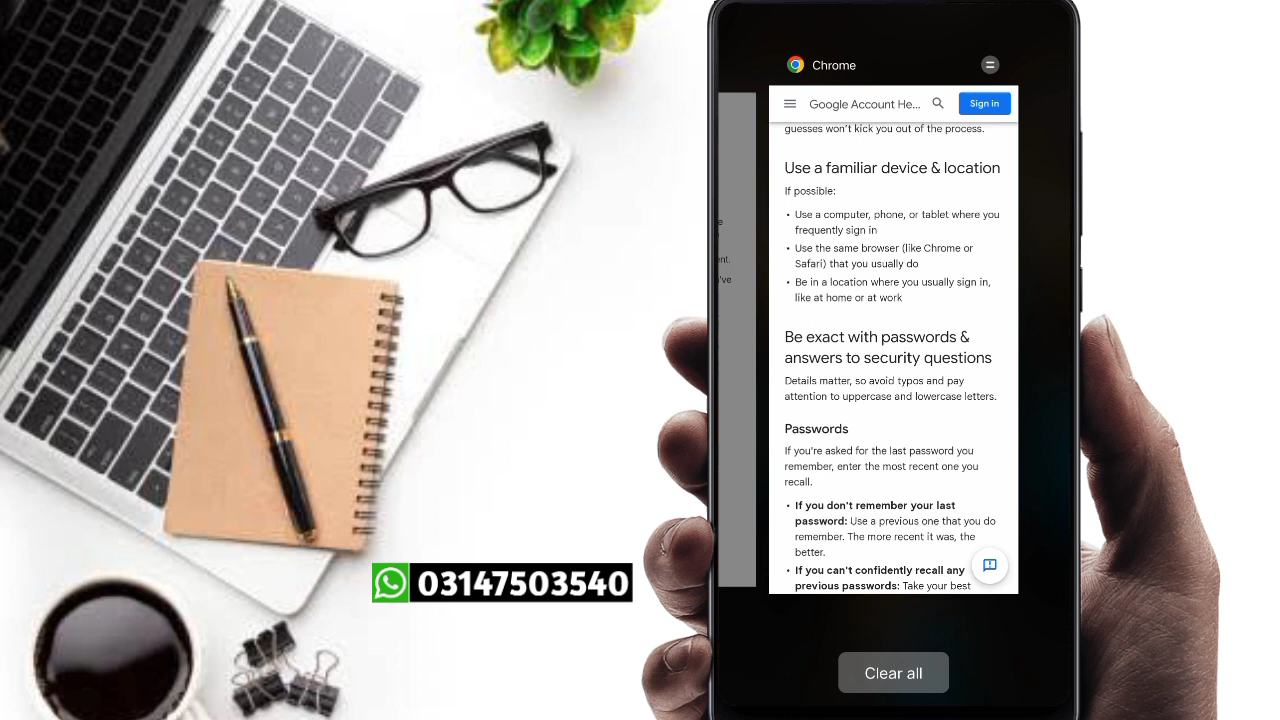 Chrome
Google Account He...
Sign in
guesses won't kick you out of the process.
Use a familiar device & location
If possible:
• Use a computer, phone, or tablet where you
frequently sign in
• Use the same browser (like Chrome or
Safari) that you usually do
• Be in a location where you usually sign in,
like at home or at work
Be exact with passwords &
answers to security questions
Details matter, so avoid typos and pay
attention to uppercase and lowercase letters.
Passwords
If you're asked for the last password you
remember, enter the most recent one you
recall.
• If you don't remember your last
password: Use a previous one that you do
remember. The more recent it was, the
better.
• If you can't confidently recall any
previous passwords: Take your best
Clear all
03147503540